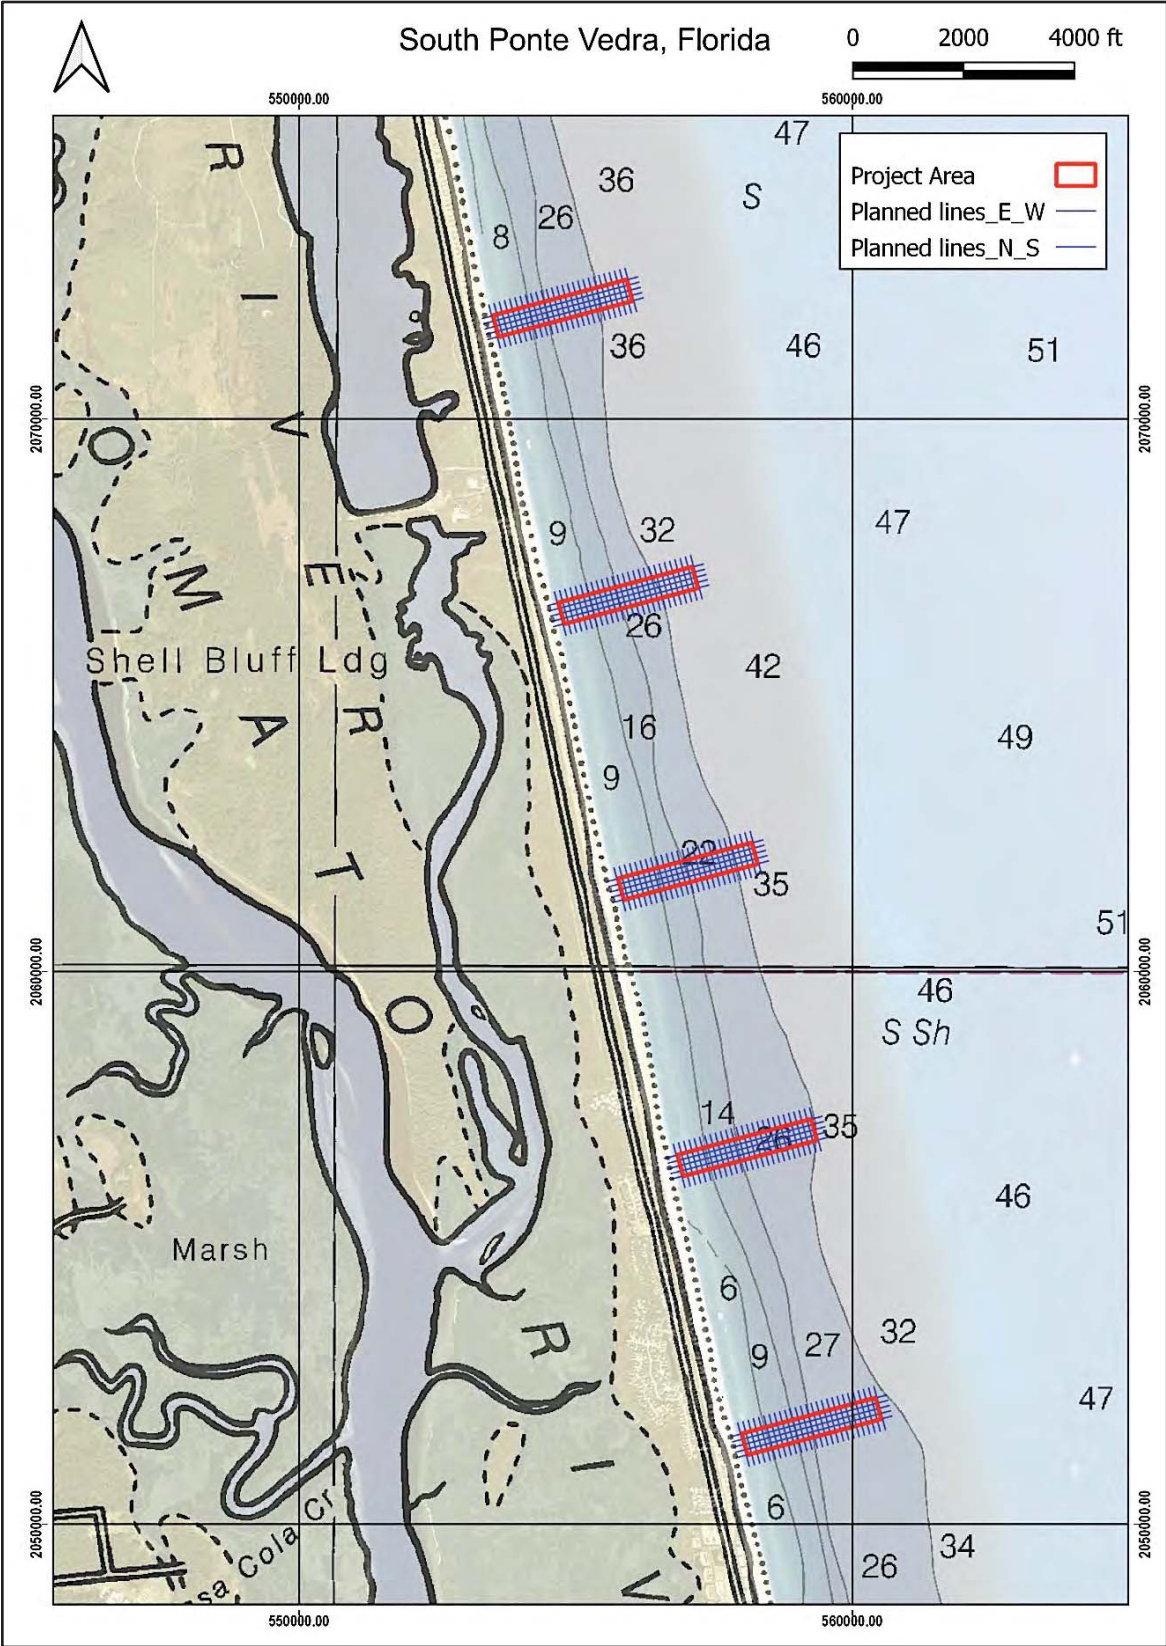 South Ponte Vedra, Florida
0 2000 4000 ft
550000.00 560000.00
47
Project Area
Planned lines_E_W
Planned lines_N_S
R
36
S
26
8
I
36
46
51
2070000.00 2070000.00
V
O
9
32
47
M
E
26
Shell Bluff Ldg
42
A
R
16
49
9
T
22
35
51
2060000.00 2060000.00
46
O
S Sh
14
26
35
46
Marsh
6
R
27
32
9
47
I
6
2050000.00 2050000.00
sa Cola Cr
34
26
V
550000.00 560000.00